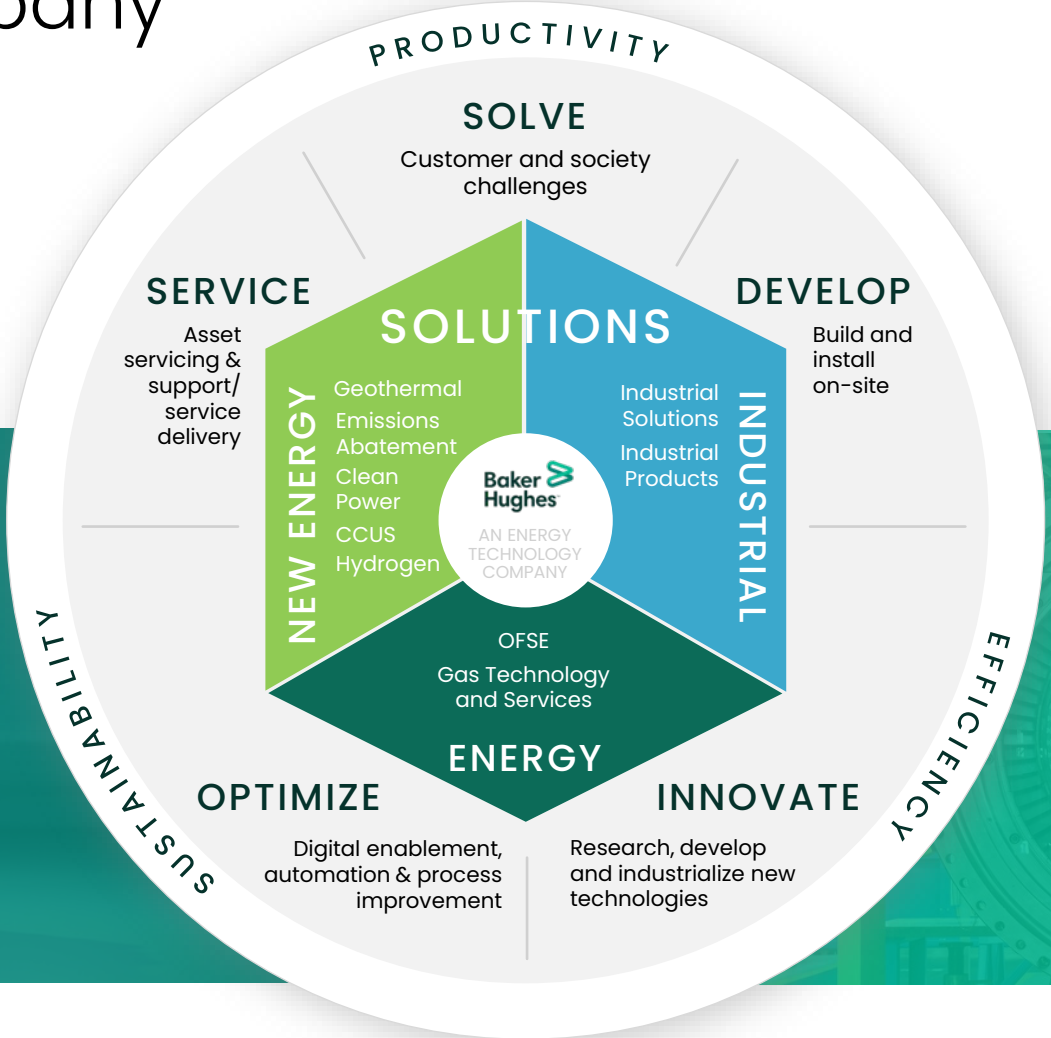 PRODUCTIVITY
SOLVE
Customer and society
challenges
SERVICE
Asset
servicing &
support/
service
delivery
DEVELOP
Build and
install
on-site
SOLUTIONS
NEW ENERGY
Geothermal
Emissions
Abatement
Clean
Power
CCUS
Hydrogen
Industrial
Solutions
Industrial
Products
INDUSTRIAL
Baker
Hughes
AN ENERGY
TECHNOLOGY
COMPANY
OFSE
Gas Technology
and Services
ENERGY
OPTIMIZE
Digital enablement,
automation & process
improvement
INNOVATE
Research, develop
and industrialize new
technologies
SUSTAINABILITY
EFFICIENCY